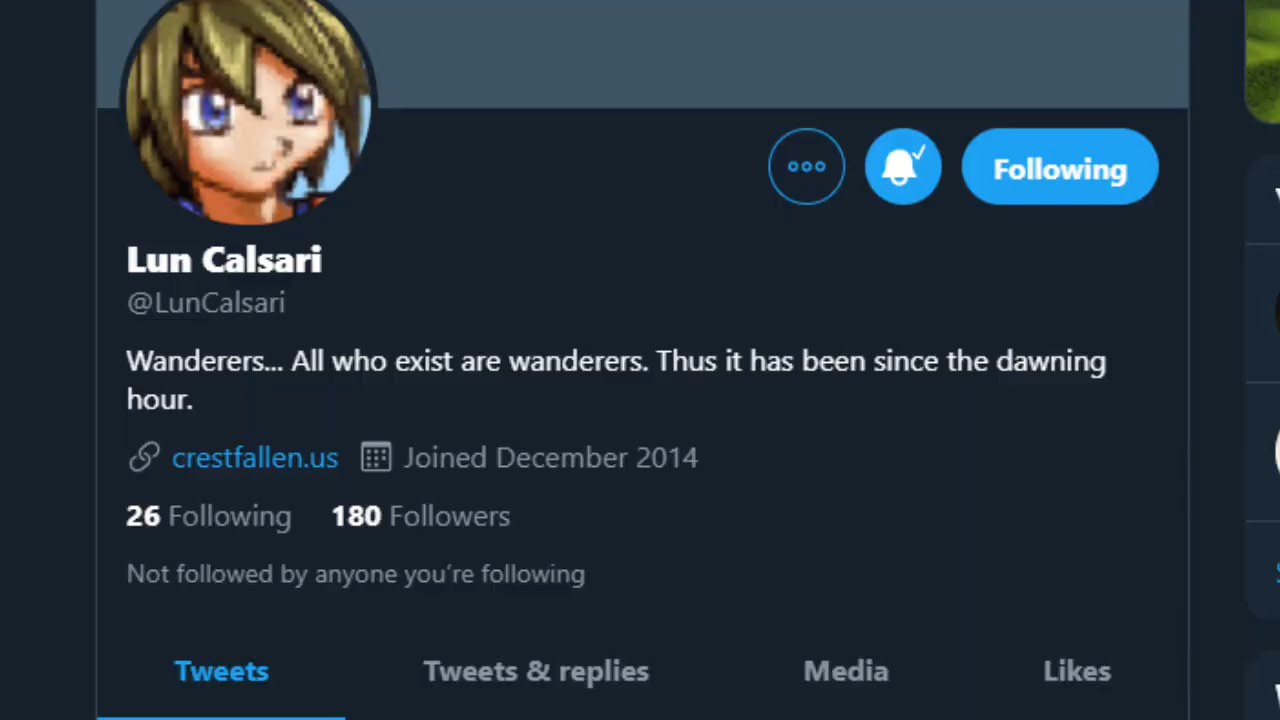 Following
Lun Calsari
@LunCalsari
Wanderers... All who exist are wanderers. Thus it has been since the dawning
hour.
crestfallen.us Joined December 2014
26 Following 180 Followers
Not followed by anyone you're following
Tweets Tweets & replies Media Likes